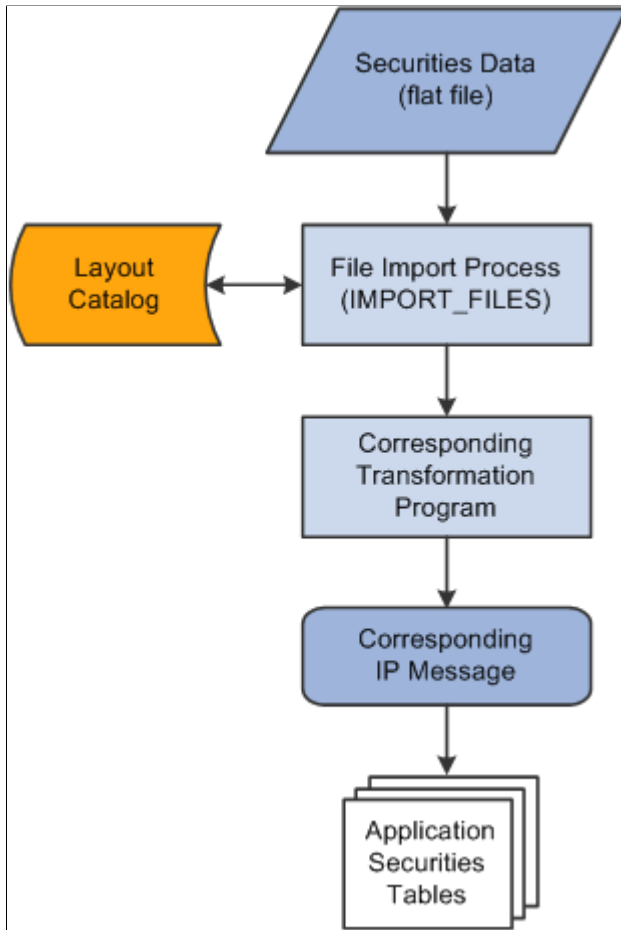 Securities Data
(flat file)
Layout
Catalog
File Import Process
(IMPORT_FILES)
Corresponding
Transformation
Program
Corresponding
IP Message
Application
Securities
Tables